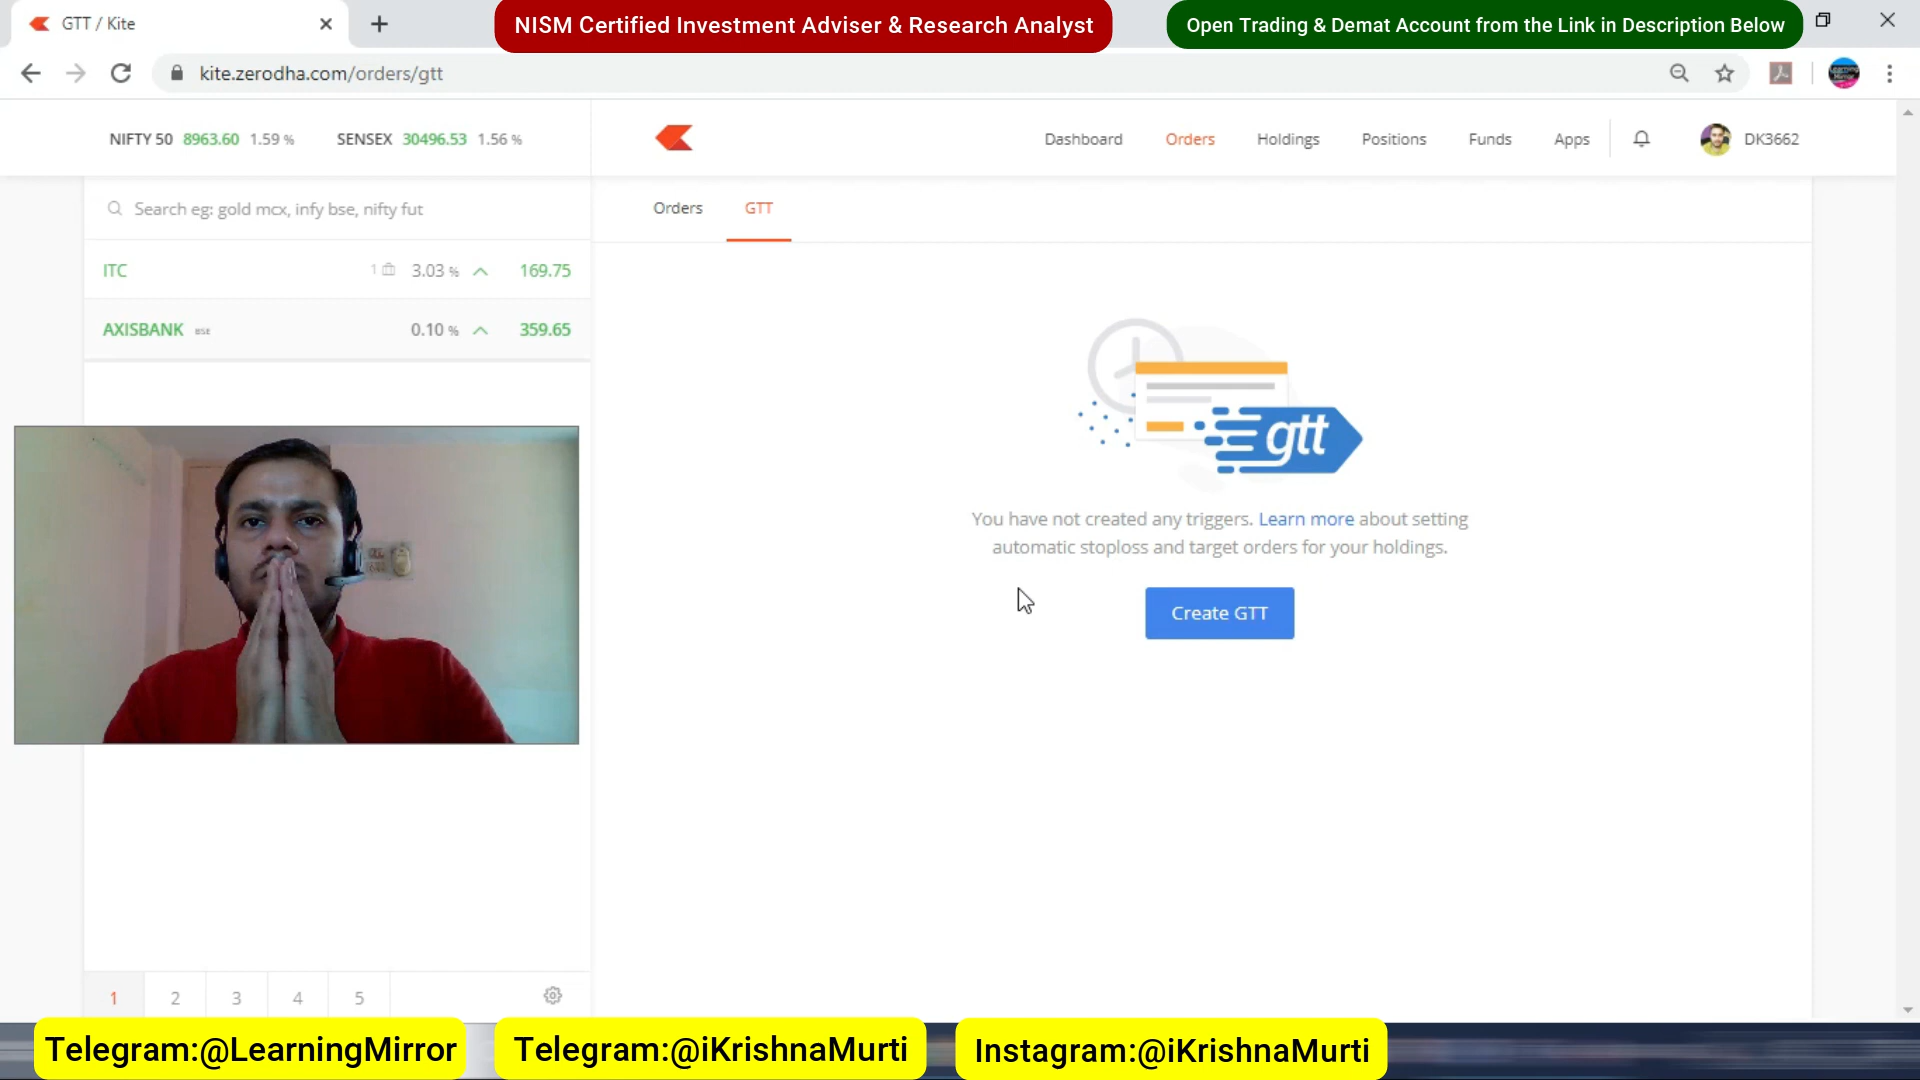 GTT / Kite
NISM Certified Investment Adviser & Research Analyst
Open Trading & Demat Account from the Link in Description Below
kite.zerodha.com/orders/gtt
NIFTY 50 8963.60 1.59 %
SENSEX 30496.53 1.56 %
Dashboard
Orders
Holdings
Positions
Funds
Apps
DK3662
Search eg: gold mcx, infy bse, nifty fut
Orders
GTT
ITC 1 3.03 % 169.75
AXISBANK BSE 0.10 % 359.65
gtt
You have not created any triggers. Learn more about setting
automatic stoploss and target orders for your holdings.
Create GTT
1 2 3 4 5
Telegram:@LearningMirror
Telegram:@iKrishnaMurti
Instagram:@iKrishnaMurti